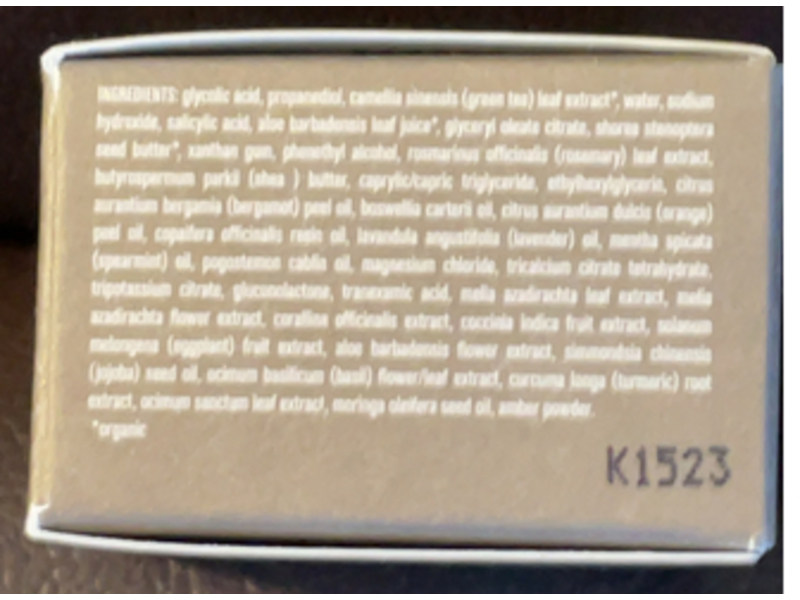 INGREDIENTS: glycolic acid, propanediol, camellia sinensis (green tea) leaf extract*, water, sodium
hydroxide, salicylic acid, aloe barbadensis leaf juice*, glyceryl oleate citrate, shorea stenoptera
seed butter*, xanthan gum, phenethyl alcohol, rosmarinus officinalis (rosemary) leaf extract,
butyrospermum parkii (shea ) butter, caprylic/capric triglyceride, ethylhexylglycerin, citrus
aurantium bergamia (bergamot) peel oil, boswellia carterii oil, citrus aurantium dulcis (orange)
peel oil, copaifera officinalis resin oil, lavandula angustifolia (lavender) oil, mentha spicata
(spearmint) oil, pogostemon cablin oil, magnesium chloride, tricalcium citrate tetrahydrate,
tripotassium citrate, gluconolactone, tranexamic acid, melia azadirachta leaf extract, melia
azadirachta flower extract, corallina officinalis extract, coccinia indica fruit extract, solanum
melongena (eggplant) fruit extract, aloe barbadensis flower extract, simmondsia chinensis
(jojoba) seed oil, ocimum basilicum (basil) flower/leaf extract, curcuma longa (turmeric) root
extract, ocimum sanctum leaf extract, moringa oleifera seed oil, amber powder.
*organic
K1523